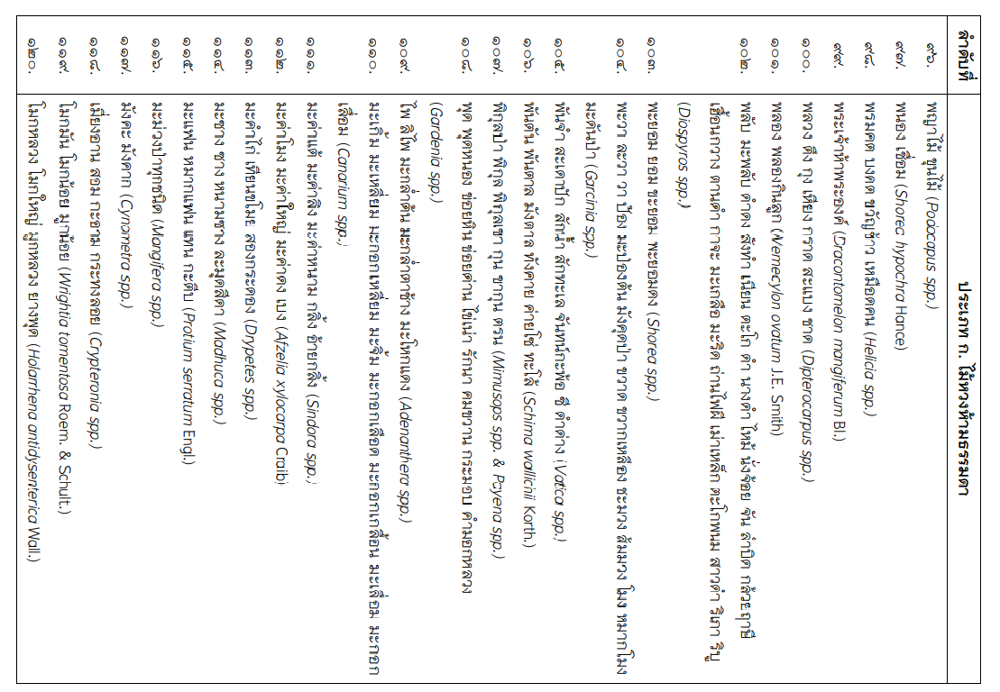 ลำดับที่ ประเภท ก. ไม้หวงห้ามธรรมดา
๙๖. พญาไม้ ขุนไม้ (Podocapus spp.)
๙๗. พนอง เชื่อม (Shorea hypochra Hance)
๙๘. พรมคต บงคต ขวัญข้าว เหมือดคน (Helicia spp.)
๙๙. พระเจ้าห้าพระองค์ (Dracontomelon mangiferum Bl.)
๑๐๐. พลวง ตึง กุง เหียง กราด สะแบง ชาด (Dipterocarpus spp.)
๑๐๑. พลอง พลองกินลูก (Nemecylon ovatum J.E. Smith)
๑๐๒. พลับ มะพลับ ดำดง สังทำ เนียน ตะโก ดำ นางดำ ไหม้ นั่งจ้อย จัน ลำบิด กล้วยฤาษี
เฮื้อนกวาง ตานดำ กาจะ มะเกลือ มะริด ถ่านไฟผี เม่าเหล็ก ตะโกพนม สาวดำ ริเภา ริบู
(Diospyros spp.)
๑๐๓. พะยอม ยอม ขะยอม พะยอมดง (Shorea spp.)
๑๐๔. พะวา ละวา วา ป้อง มะป่องต้น มังคุดป่า ขวาด ขวากเหลือง ชะมวง ส้มมวง โมง หมากโมง
มะดันป่า (Garcinia spp.)
๑๐๕. พันจำ สะเดาปัก สักน้ำ สักทะเล จันทน์กะพ้อ ซี ดำด่าง (Vatica spp.)
๑๐๖. พันตัน พันตาล มังตาล ทังคาย ค่ายโซ่ ทะโล้ (Schima wallichii Korth.)
๑๐๗. พิกุลป่า พิกุล พิกุลเขา กุน ซากุน ตรน (Mimusops spp. & Payena spp.)
๑๐๘. พุด พุดหนอง ข่อยหิน ข่อยด่าน ไข่เน่า รักนา คมขวาน กระมอบ คำมอกหลวง
(Gardenia spp.)
๑๐๙. ไพ ลิไพ มะกล่ำต้น มะกล่ำตาช้าง มะโหกแดง (Adenanthera spp.)
๑๑๐. มะเกิ้ม มะเหลี่ยม มะกอกเหลี่ยม มะจิ้ม มะกอกเลือด มะกอกเกลื้อน มะเลื่อม มะกอก
เลื่อม (Canarium spp.)
๑๑๑. มะค่าแต้ มะค่าลิง มะค่าหนาม กลิ้ง อ้ายกลิ้ง (Sindora spp.)
๑๑๒. มะค่าโมง มะค่าใหญ่ มะค่าดง เบง (Afzelia xylocarpa Craib)
๑๑๓. มะคำไก่ เทียนขโมย สองกระดอง (Drypetes spp.)
๑๑๔. มะซาง ซาง หนามซาง ละมุดสีดา (Madhuca spp.)
๑๑๕. มะแฟน หมากแฟน แทน กะตีบ (Protium serratum Engl.)
๑๑๖. มะม่วงป่าทุกชนิด (Mangifera spp.)
๑๑๗. มังคะ มังคาก (Cynometra spp.)
๑๑๘. เมี่ยงอาน สอม กะอาม กระทงลอย (Crypteronia spp.)
๑๑๙. โมกมัน โมกน้อย มูกน้อย (Wrightia tomentosa Roem. & Schult.)
๑๒๐. โมกหลวง โมกใหญ่ มูกหลวง ยางพุด (Holarrhena antidysenterica Wall.)